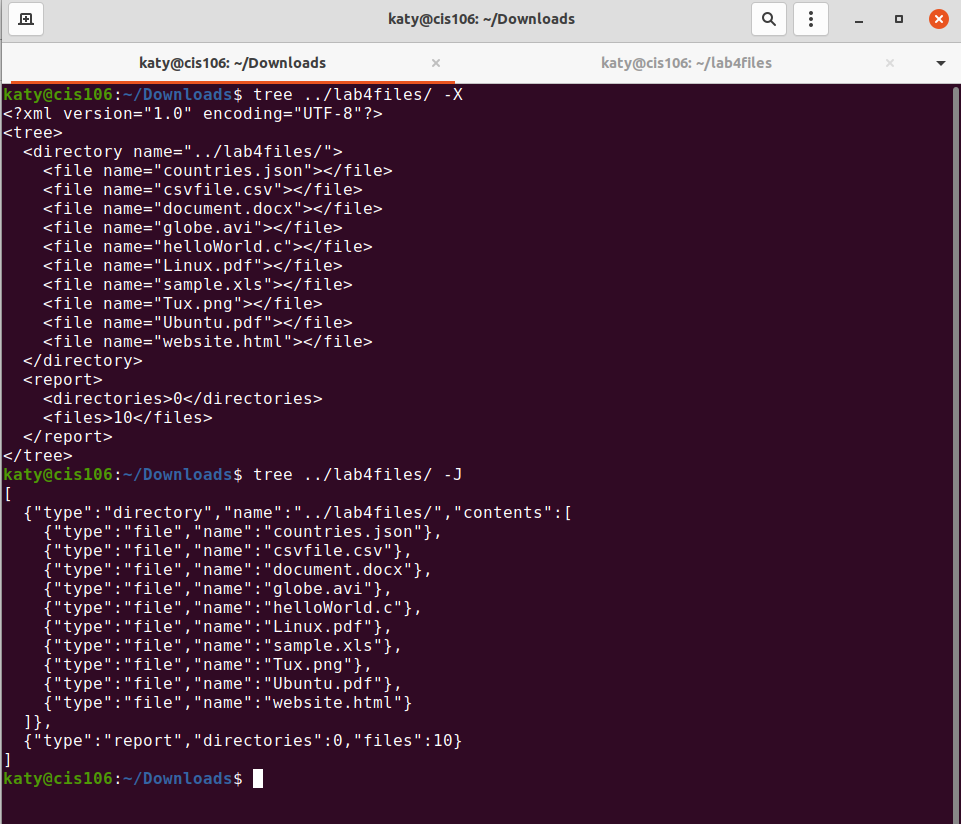 katy@cis106: ~/Downloads
katy@cis106: ~/Downloads × katy@cis106: ~/lab4files ×
katy@cis106:~/Downloads$ tree ../lab4files/ -X
<?xml version="1.0" encoding="UTF-8"?>
<tree>
  <directory name="../lab4files/">
    <file name="countries.json"></file>
    <file name="csvfile.csv"></file>
    <file name="document.docx"></file>
    <file name="globe.avi"></file>
    <file name="helloWorld.c"></file>
    <file name="Linux.pdf"></file>
    <file name="sample.xls"></file>
    <file name="Tux.png"></file>
    <file name="Ubuntu.pdf"></file>
    <file name="website.html"></file>
  </directory>
  <report>
    <directories>0</directories>
    <files>10</files>
  </report>
</tree>
katy@cis106:~/Downloads$ tree ../lab4files/ -J
[
  {"type":"directory","name":"../lab4files/","contents":[
    {"type":"file","name":"countries.json"},
    {"type":"file","name":"csvfile.csv"},
    {"type":"file","name":"document.docx"},
    {"type":"file","name":"globe.avi"},
    {"type":"file","name":"helloWorld.c"},
    {"type":"file","name":"Linux.pdf"},
    {"type":"file","name":"sample.xls"},
    {"type":"file","name":"Tux.png"},
    {"type":"file","name":"Ubuntu.pdf"},
    {"type":"file","name":"website.html"}
  ]},
  {"type":"report","directories":0,"files":10}
]
katy@cis106:~/Downloads$